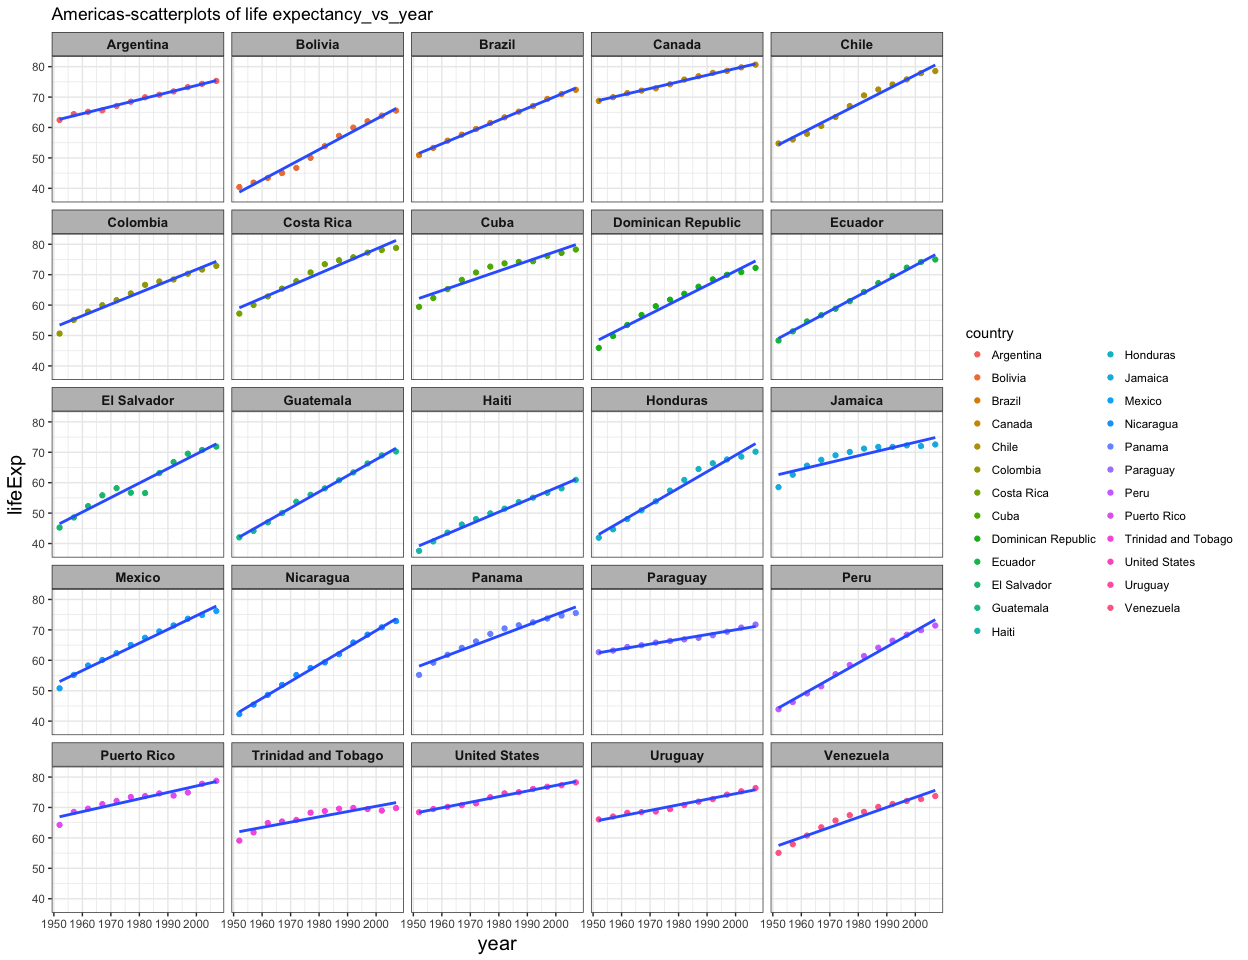 Americas-scatterplots of life expectancy_vs_year
Argentina Bolivia Brazil Canada Chile
80
70
60
50
40
Colombia Costa Rica Cuba Dominican Republic Ecuador
80
70
60
50
40
El Salvador Guatemala Haiti Honduras Jamaica
80
70
60
50
40
Mexico Nicaragua Panama Paraguay Peru
80
70
60
50
40
Puerto Rico Trinidad and Tobago United States Uruguay Venezuela
80
70
60
50
40
1950 1960 1970 1980 1990 2000 1950 1960 1970 1980 1990 2000 1950 1960 1970 1980 1990 2000 1950 1960 1970 1980 1990 2000 1950 1960 1970 1980 1990 2000
year
lifeExp
country
Argentina
Bolivia
Brazil
Canada
Chile
Colombia
Costa Rica
Cuba
Dominican Republic
Ecuador
El Salvador
Guatemala
Haiti
Honduras
Jamaica
Mexico
Nicaragua
Panama
Paraguay
Peru
Puerto Rico
Trinidad and Tobago
United States
Uruguay
Venezuela